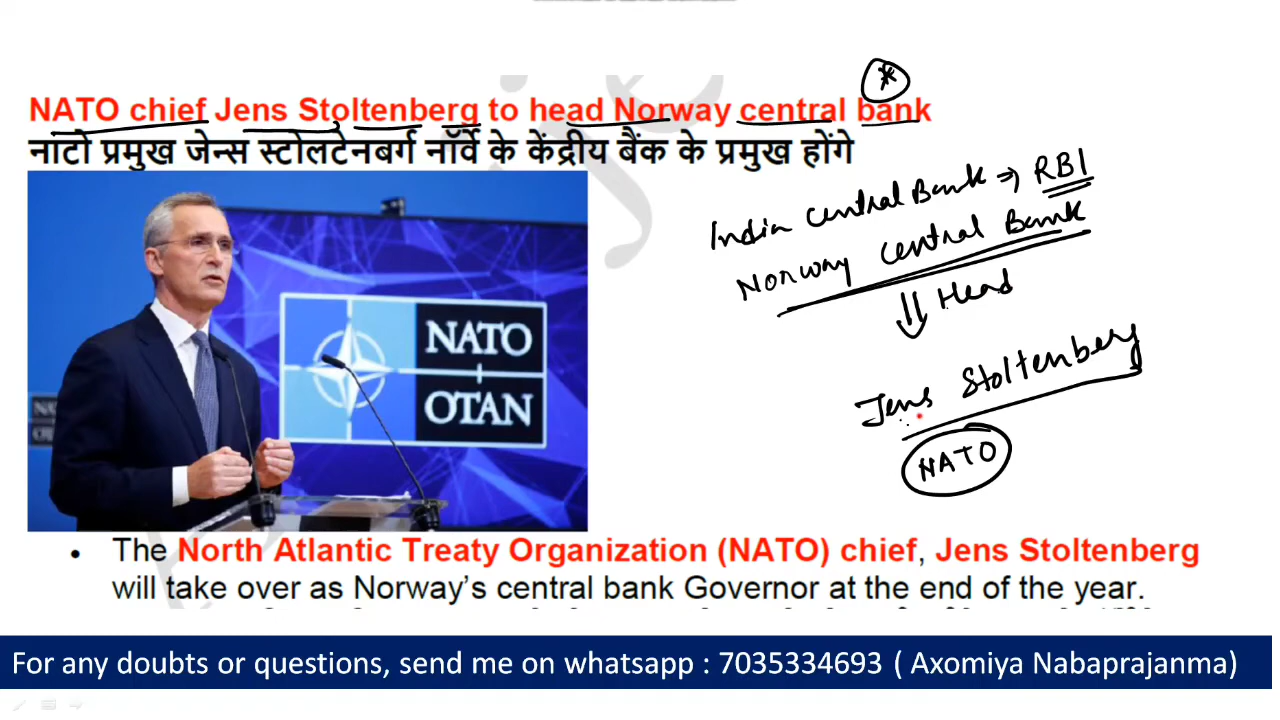 NATO chief Jens Stoltenberg to head Norway central bank
नाटो प्रमुख जेन्स स्टोलटेनबर्ग नॉर्वे के केंद्रीय बैंक के प्रमुख होंगे
India Central Bank ⇒ RBI
Norway Central Bank
Head
Jens Stoltenberg
NATO
NATO
OTAN
• The North Atlantic Treaty Organization (NATO) chief, Jens Stoltenberg
will take over as Norway's central bank Governor at the end of the year.
For any doubts or questions, send me on whatsapp : 7035334693 ( Axomiya Nabaprajanma)